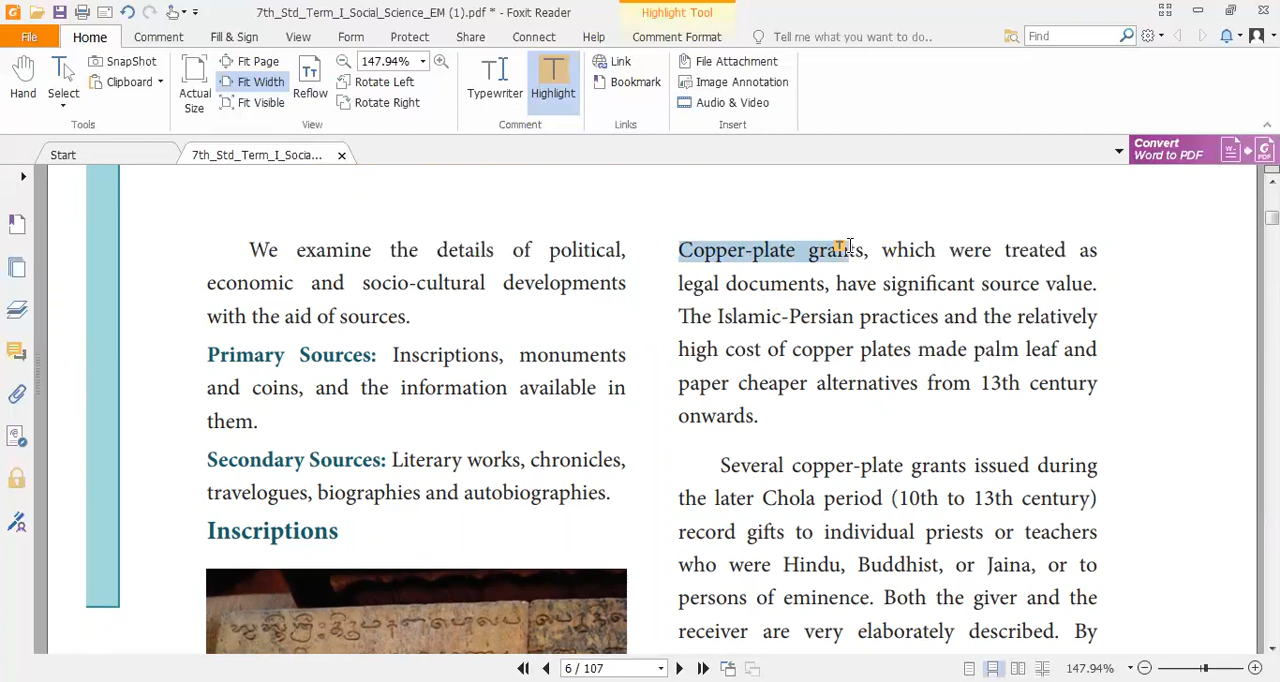 7th_Std_Term_I_Social_Science_EM (1).pdf * - Foxit Reader
Highlight Tool
File
Home
Comment
Fill & Sign
View
Form
Protect
Share
Connect
Help
Comment Format
Tell me what you want to do..
Find
Hand
Select
SnapShot
Clipboard
Tools
Actual Size
Fit Page
Fit Width
Fit Visible
Reflow
147.94%
Rotate Left
Rotate Right
View
Typewriter
Highlight
Comment
Link
Bookmark
Links
File Attachment
Image Annotation
Audio & Video
Insert
Start
7th_Std_Term_I_Socia...
Convert
Word to PDF
We examine the details of political,
economic and socio-cultural developments
with the aid of sources.
Primary Sources: Inscriptions, monuments
and coins, and the information available in
them.
Secondary Sources: Literary works, chronicles,
travelogues, biographies and autobiographies.
Inscriptions
Copper-plate grants, which were treated as
legal documents, have significant source value.
The Islamic-Persian practices and the relatively
high cost of copper plates made palm leaf and
paper cheaper alternatives from 13th century
onwards.
Several copper-plate grants issued during
the later Chola period (10th to 13th century)
record gifts to individual priests or teachers
who were Hindu, Buddhist, or Jaina, or to
persons of eminence. Both the giver and the
receiver are very elaborately described. By
6 / 107
147.94%